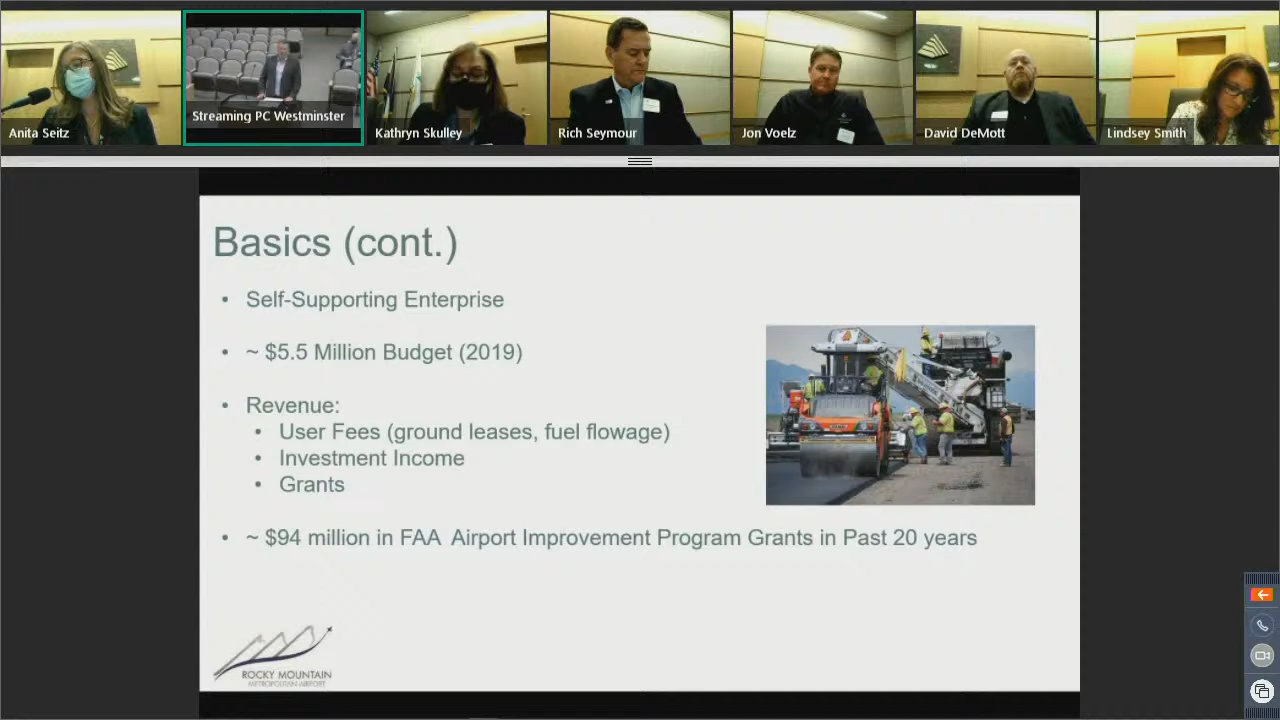 Anita Seitz
Streaming PC Westminster
Kathryn Skulley
Rich Seymour
Jon Voelz
David DeMott
Lindsey Smith
Basics (cont.)
• Self-Supporting Enterprise
• ~ $5.5 Million Budget (2019)
• Revenue:
• User Fees (ground leases, fuel flowage)
• Investment Income
• Grants
• ~ $94 million in FAA Airport Improvement Program Grants in Past 20 years
ROCKY MOUNTAIN
METROPOLITAN AIRPORT